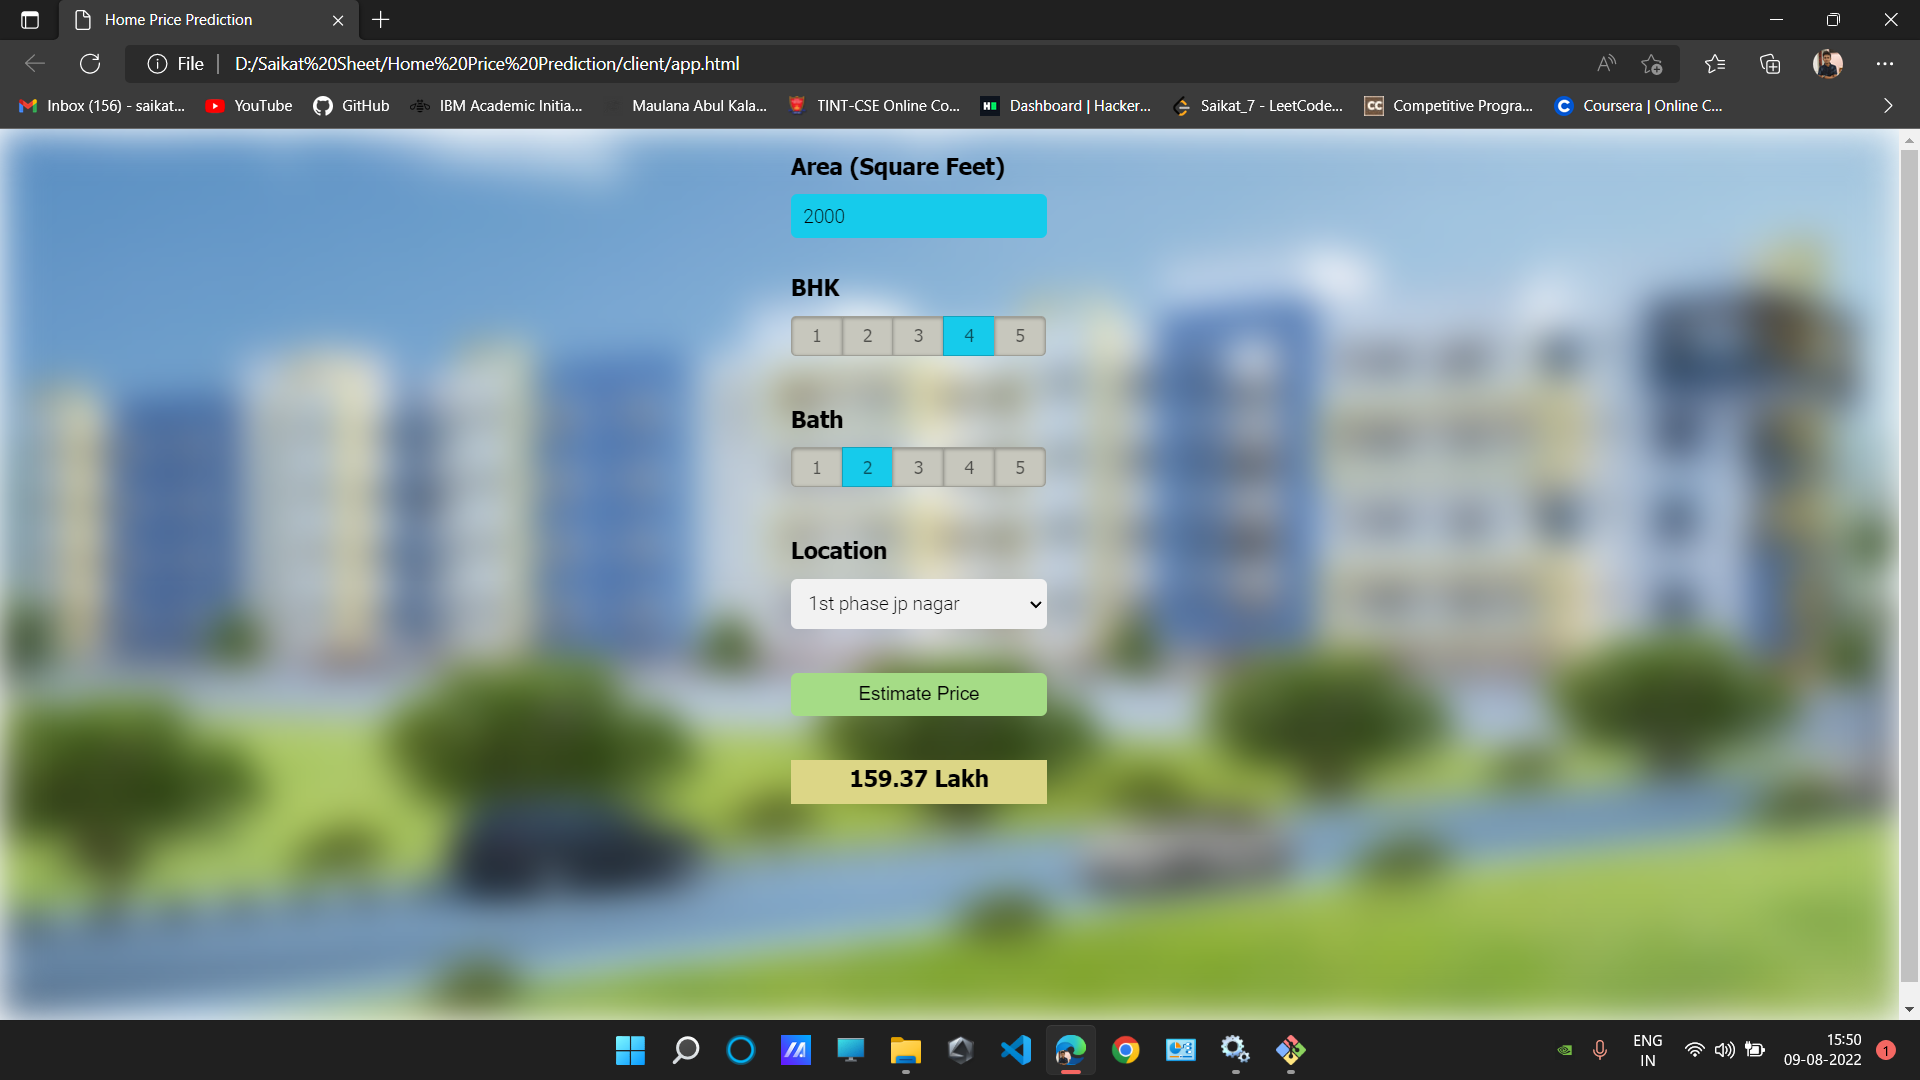 Home Price Prediction
File
D:/Saikat%20Sheet/Home%20Price%20Prediction/client/app.html
Inbox (156) - saikat...
YouTube
GitHub
IBM Academic Initia...
Maulana Abul Kala...
TINT-CSE Online Co...
Dashboard | Hacker...
Saikat_7 - LeetCode...
Competitive Progra...
Coursera | Online C...
Area (Square Feet)
2000
BHK
1 2 3 4 5
Bath
1 2 3 4 5
Location
1st phase jp nagar
Estimate Price
159.37 Lakh
ENG
IN
15:50
09-08-2022
1